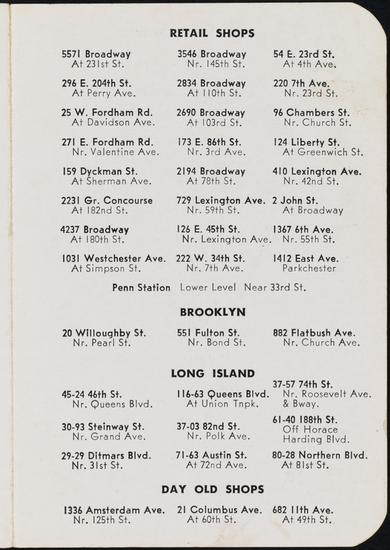 RETAIL SHOPS
5571 Broadway 3546 Broadway 54 E. 23rd St.
At 231st St. Nr. 145th St. At 4th Ave.
296 E. 204th St. 2834 Broadway 220 7th Ave.
At Perry Ave. At 110th St. Nr. 23rd St.
25 W. Fordham Rd. 2690 Broadway 96 Chambers St.
At Davidson Ave. At 103rd St. Nr. Church St.
271 E. Fordham Rd. 173 E. 86th St. 124 Liberty St.
Nr. Valentine Ave. Nr. 3rd Ave. At Greenwich St.
159 Dyckman St. 2194 Broadway 410 Lexington Ave.
At Sherman Ave. At 78th St. Nr. 42nd St.
2231 Gr. Concourse 729 Lexington Ave. 2 John St.
At 182nd St. Nr. 59th St. At Broadway
4237 Broadway 126 E. 45th St. 1367 6th Ave.
At 180th St. Nr. Lexington Ave. Nr. 55th St.
1031 Westchester Ave. 222 W. 34th St. 1412 East Ave.
At Simpson St. Nr. 7th Ave. Parkchester
Penn Station Lower Level Near 33rd St.
BROOKLYN
20 Willoughby St. 551 Fulton St. 882 Flatbush Ave.
Nr. Pearl St. Nr. Bond St. Nr. Church Ave.
LONG ISLAND
45-24 46th St. 116-63 Queens Blvd. 37-57 74th St.
Nr. Queens Blvd. At Union Tnpk. Nr. Roosevelt Ave.
& Bway.
30-93 Steinway St. 37-03 82nd St. 61-40 188th St.
Nr. Grand Ave. Nr. Polk Ave. Off Horace
Harding Blvd.
29-29 Ditmars Blvd. 71-63 Austin St. 80-28 Northern Blvd.
Nr. 31st St. At 72nd Ave. At 81st St.
DAY OLD SHOPS
1336 Amsterdam Ave. 21 Columbus Ave. 682 11th Ave.
Nr. 125th St. At 60th St. At 49th St.